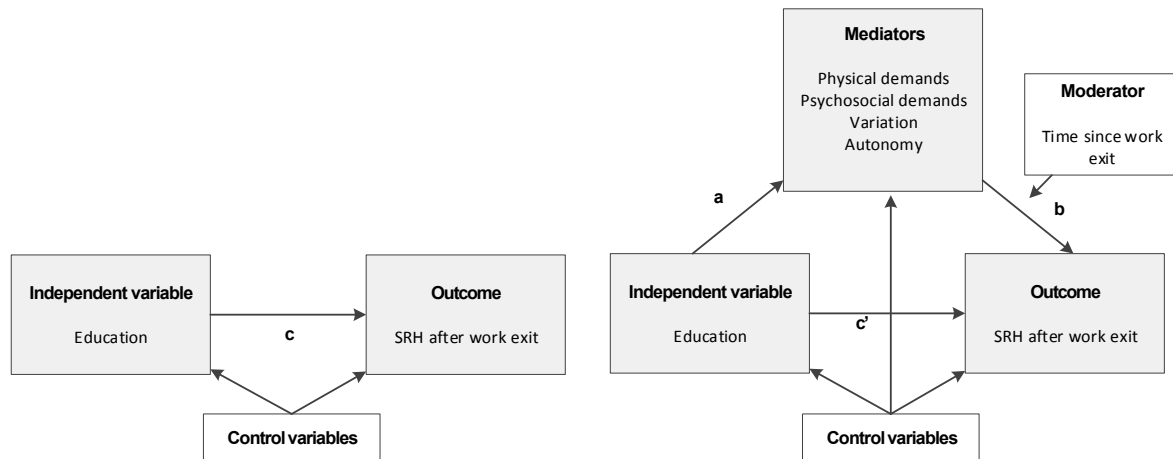 Independent variable
Education
c
Outcome
SRH after work exit
Control variables
Mediators
Physical demands
Psychosocial demands
Variation
Autonomy
Moderator
Time since work
exit
a
b
Independent variable
Education
c'
Outcome
SRH after work exit
Control variables